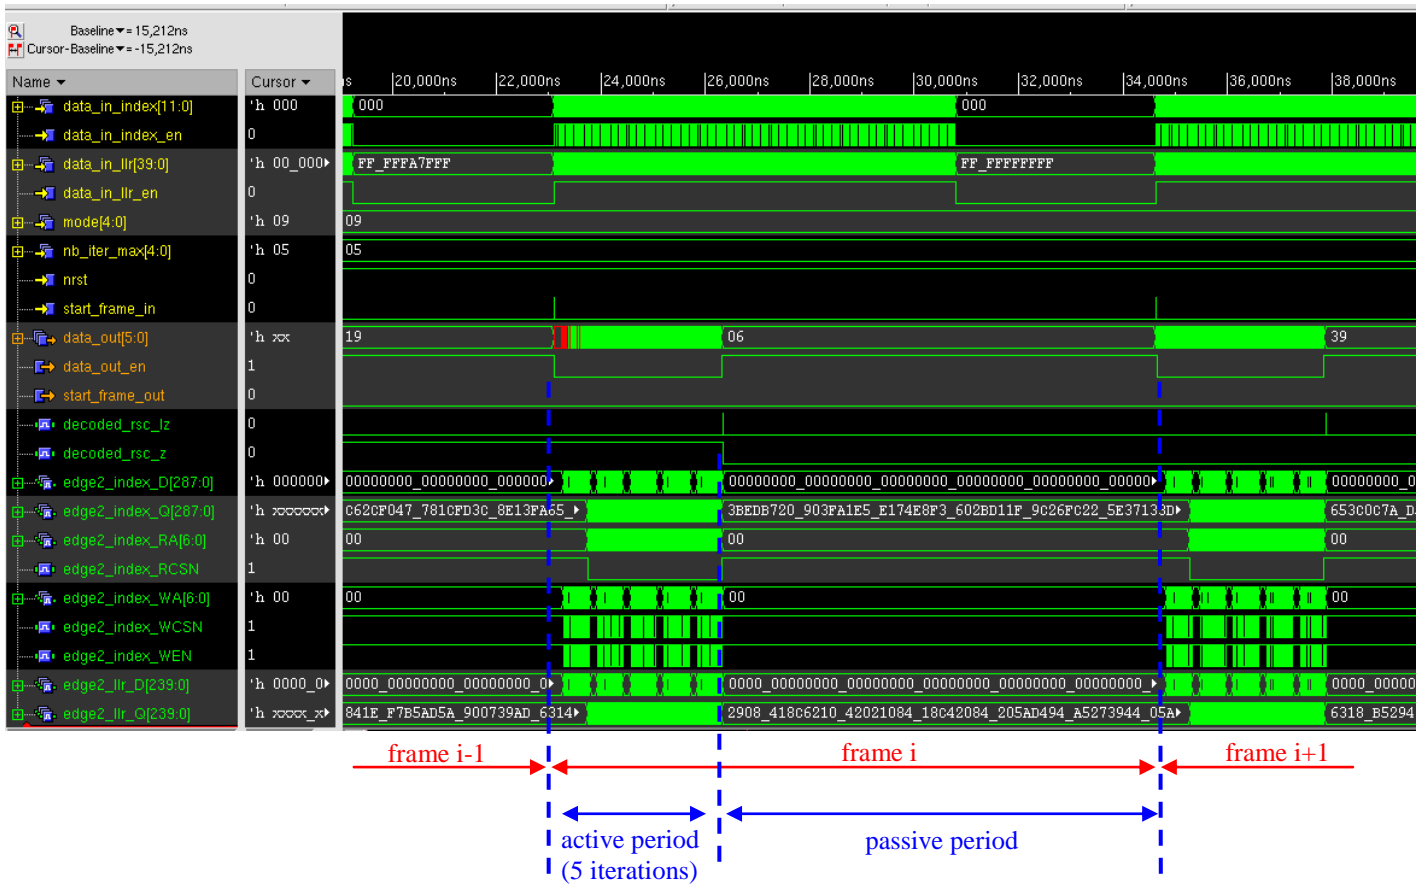 Baseline ▼= 15,212ns
Cursor-Baseline ▼= -15,212ns
Name ▼ Cursor ▼ 20,000ns 22,000ns 24,000ns 26,000ns 28,000ns 30,000ns 32,000ns 34,000ns 36,000ns 38,000ns
data_in_index[11:0] 'h 000 000 000
data_in_index_en 0
data_in_llr[39:0] 'h 00_000 FF_FFFA7FFF FF_FFFFFFFF
data_in_llr_en 0
mode[4:0] 'h 09 09
nb_iter_max[4:0] 'h 05 05
nrst 0
start_frame_in 0
data_out[5:0] 'h xx 19 06 39
data_out_en 1
start_frame_out 0
decoded_rsc_lz 0
decoded_rsc_z 0
edge2_index_D[287:0] 'h 000000 00000000_00000000_000000 00000000_00000000_00000000_00000000_00000 00000000_0
edge2_index_Q[287:0] 'h xxxxxx C62CF047_781CFD3C_8E13FA65_ 3BEDB720_903FA1E5_E174E8F3_602BD11F_9C26FC22_5E37138D 653C0C7A_D
edge2_index_RA[6:0] 'h 00 00 00 00
edge2_index_RCSN 1
edge2_index_WA[6:0] 'h 00 00 00 00
edge2_index_WCSN 1
edge2_index_WEN 1
edge2_llr_D[239:0] 'h 0000_0 0000_00000000_00000000_0 0000_00000000_00000000_00000000_00000000_ 0000_00000
edge2_llr_Q[239:0] 'h xxxx_x 841E_F7B5AD5A_900739AD_6314 2908_418C6210_42021084_18C42084_205AD494_A5273944_05A 6318_B5294
frame i-1 frame i frame i+1
active period passive period
(5 iterations)